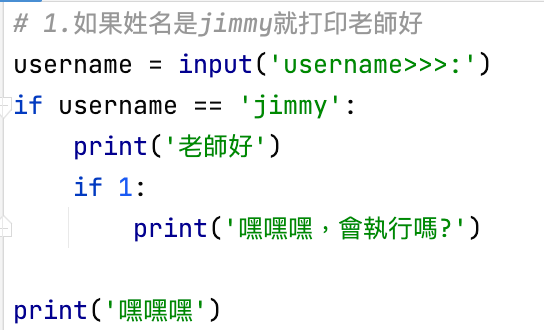 # 1.如果姓名是jimmy就打印老師好
username = input('username>>>:')
if username == 'jimmy':
    print('老師好')
    if 1:
        print('嘿嘿嘿，會執行嗎?')
print('嘿嘿嘿')